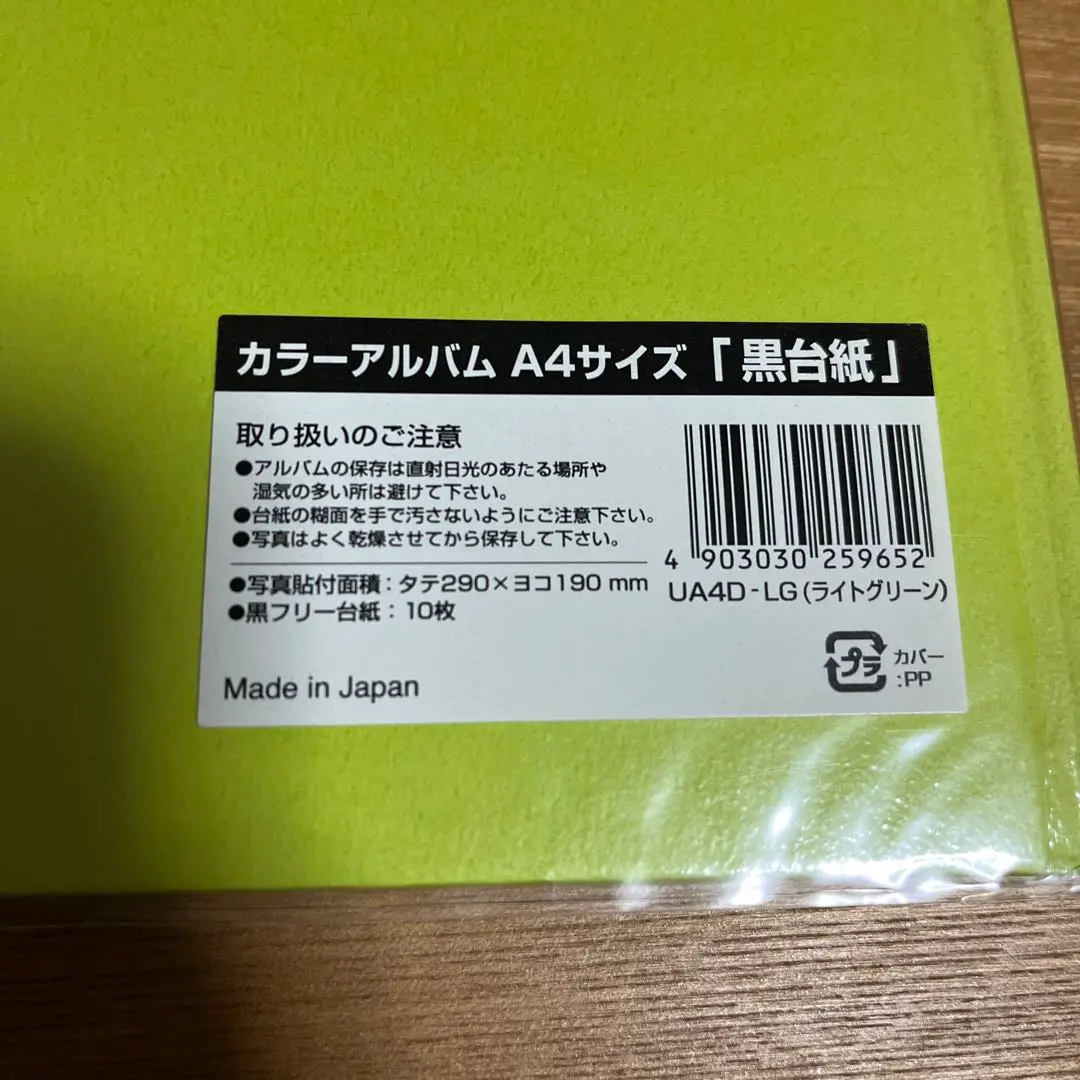 カラーアルバム A4サイズ「黒台紙」
取り扱いのご注意
●アルバムの保存は直射日光のあたる場所や
湿気の多い所は避けて下さい。
●台紙の糊面を手で汚さないようにご注意下さい。
●写真はよく乾燥させてから保存して下さい。
●写真貼付面積:タテ290×ヨコ190 mm
●黒フリー台紙:10枚
Made in Japan
4 903030 259652
UA4D-LG(ライトグリーン)
プラ
カバー
:PP